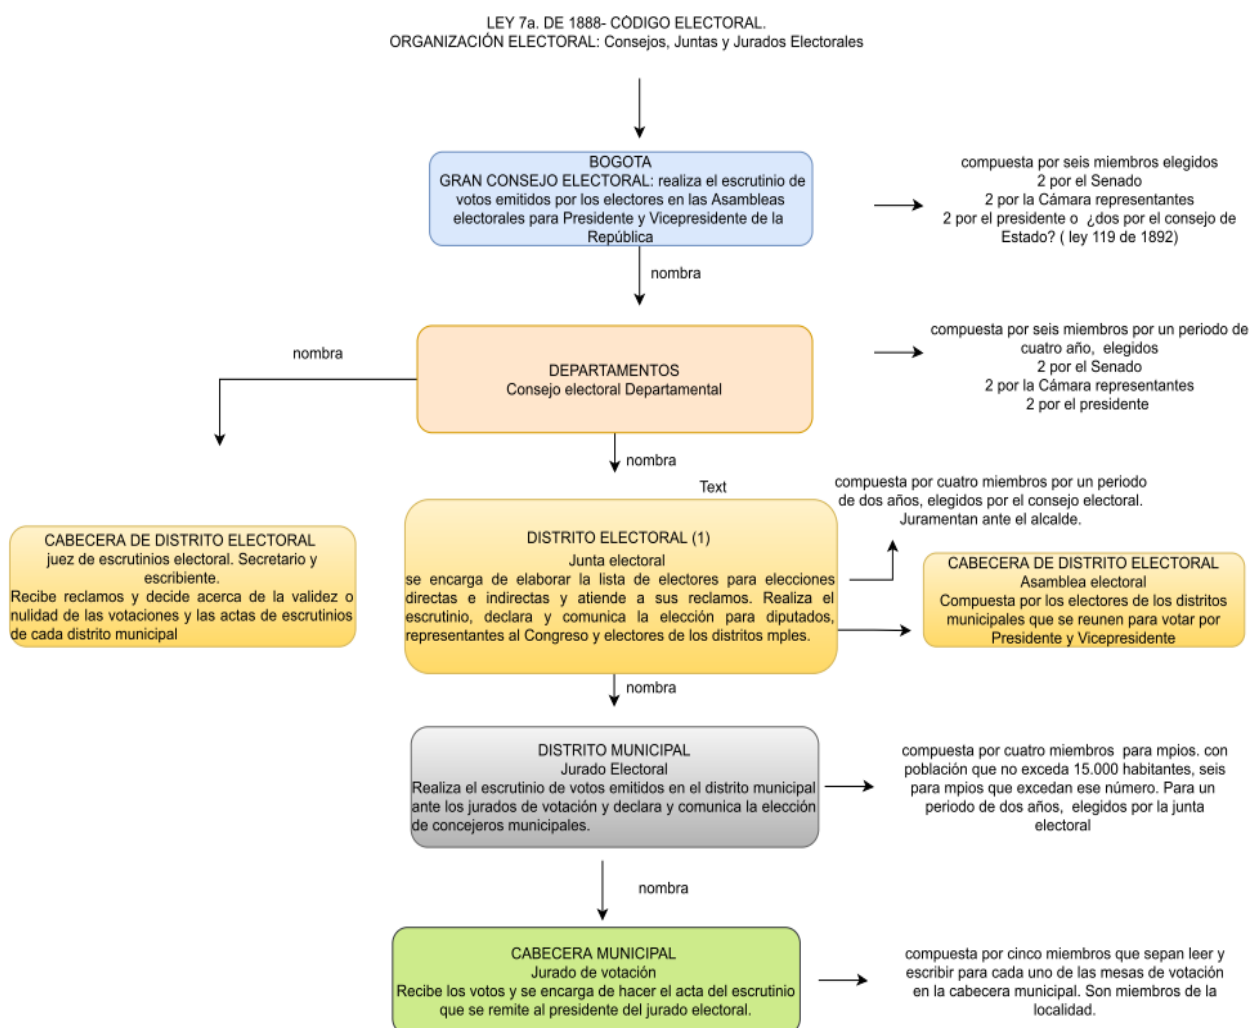 LEY 7a. DE 1888- CÓDIGO ELECTORAL.
ORGANIZACIÓN ELECTORAL: Consejos, Juntas y Jurados Electorales
BOGOTA
GRAN CONSEJO ELECTORAL: realiza el escrutinio de
votos emitidos por los electores en las Asambleas
electorales para Presidente y Vicepresidente de la
República
compuesta por seis miembros elegidos
2 por el Senado
2 por la Cámara representantes
2 por el presidente o ¿dos por el consejo de
Estado? ( ley 119 de 1892)
nombra
DEPARTAMENTOS
Consejo electoral Departamental
compuesta por seis miembros por un periodo de
cuatro año, elegidos
2 por el Senado
2 por la Cámara representantes
2 por el presidente
nombra
nombra
Text
CABECERA DE DISTRITO ELECTORAL
juez de escrutinios electoral. Secretario y
escribiente.
Recibe reclamos y decide acerca de la validez o
nulidad de las votaciones y las actas de escrutinios
de cada distrito municipal
DISTRITO ELECTORAL (1)
Junta electoral
se encarga de elaborar la lista de electores para elecciones
directas e indirectas y atiende a sus reclamos. Realiza el
escrutinio, declara y comunica la elección para diputados,
representantes al Congreso y electores de los distritos mples.
compuesta por cuatro miembros por un periodo
de dos años, elegidos por el consejo electoral.
Juramentan ante el alcalde.
CABECERA DE DISTRITO ELECTORAL
Asamblea electoral
Compuesta por los electores de los distritos
municipales que se reunen para votar por
Presidente y Vicepresidente
nombra
DISTRITO MUNICIPAL
Jurado Electoral
Realiza el escrutinio de votos emitidos en el distrito municipal
ante los jurados de votación y declara y comunica la elección
de concejeros municipales.
compuesta por cuatro miembros para mpios. con
población que no exceda 15.000 habitantes, seis
para mpios que excedan ese número. Para un
periodo de dos años, elegidos por la junta
electoral
nombra
CABECERA MUNICIPAL
Jurado de votación
Recibe los votos y se encarga de hacer el acta del escrutinio
que se remite al presidente del jurado electoral.
compuesta por cinco miembros que sepan leer y
escribir para cada uno de las mesas de votación
en la cabecera municipal. Son miembros de la
localidad.